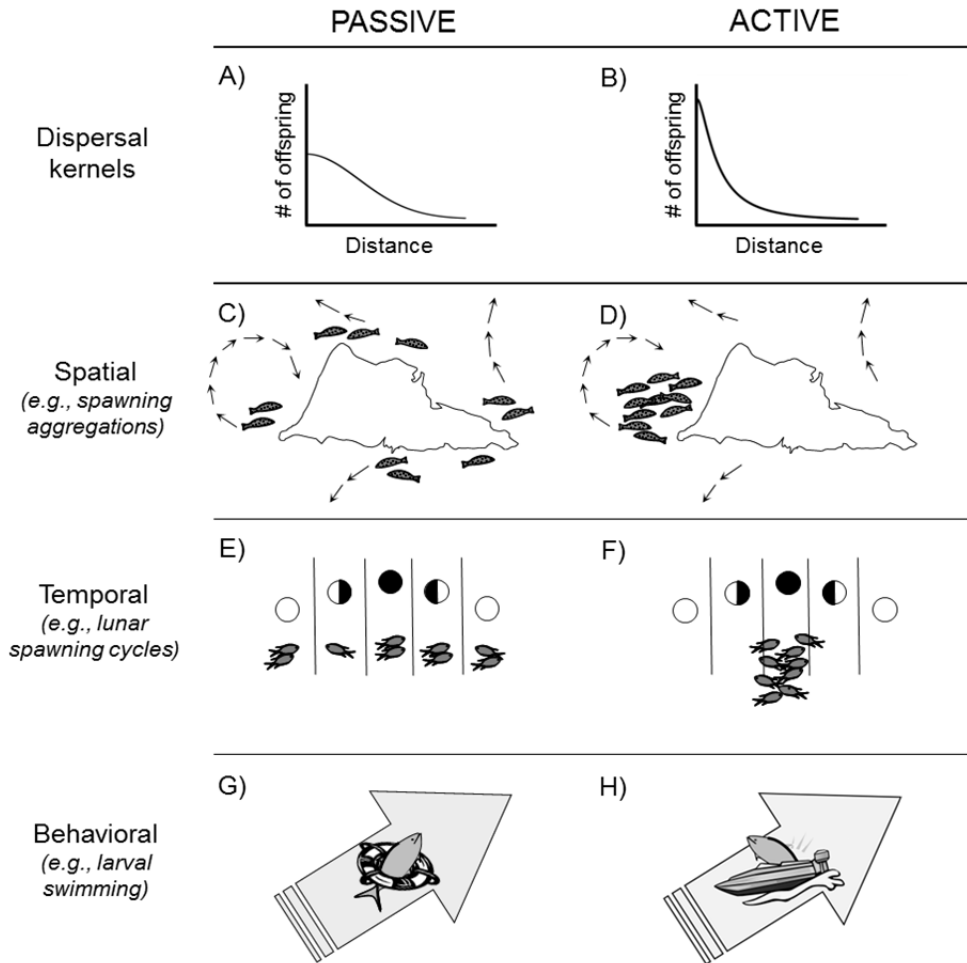 PASSIVE ACTIVE
A) B)
# of offspring # of offspring
Dispersal
kernels
Distance Distance
C) D)
Spatial
(e.g., spawning
aggregations)
E) F)
Temporal
(e.g., lunar
spawning cycles)
G) H)
Behavioral
(e.g., larval
swimming)